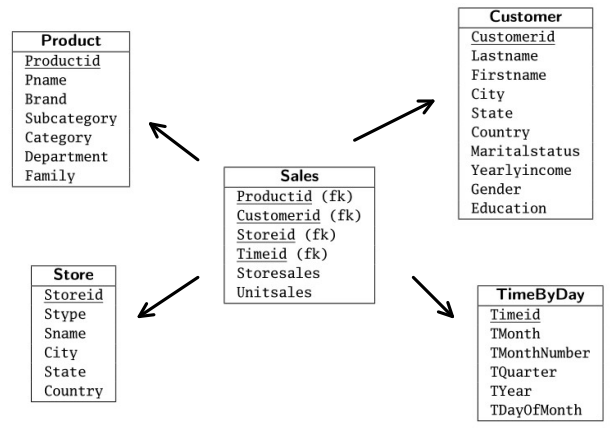 Product
Productid
Pname
Brand
Subcategory
Category
Department
Family
Customer
Customerid
Lastname
Firstname
City
State
Country
Maritalstatus
Yearlyincome
Gender
Education
Sales
Productid (fk)
Customerid (fk)
Storeid (fk)
Timeid (fk)
Storesales
Unitsales
Store
Storeid
Stype
Sname
City
State
Country
TimeByDay
Timeid
TMonth
TMonthNumber
TQuarter
TYear
TDayOfMonth